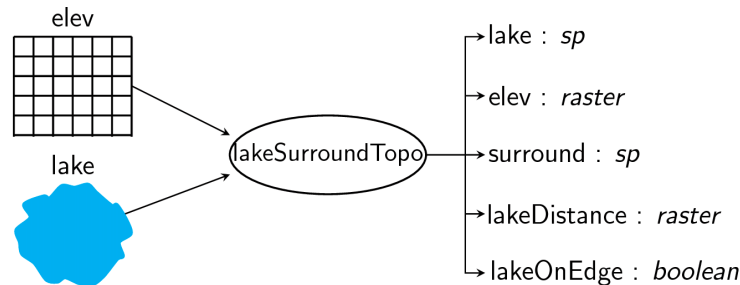 elev
lake
lakeSurroundTopo
lake : sp
elev : raster
surround : sp
lakeDistance : raster
lakeOnEdge : boolean